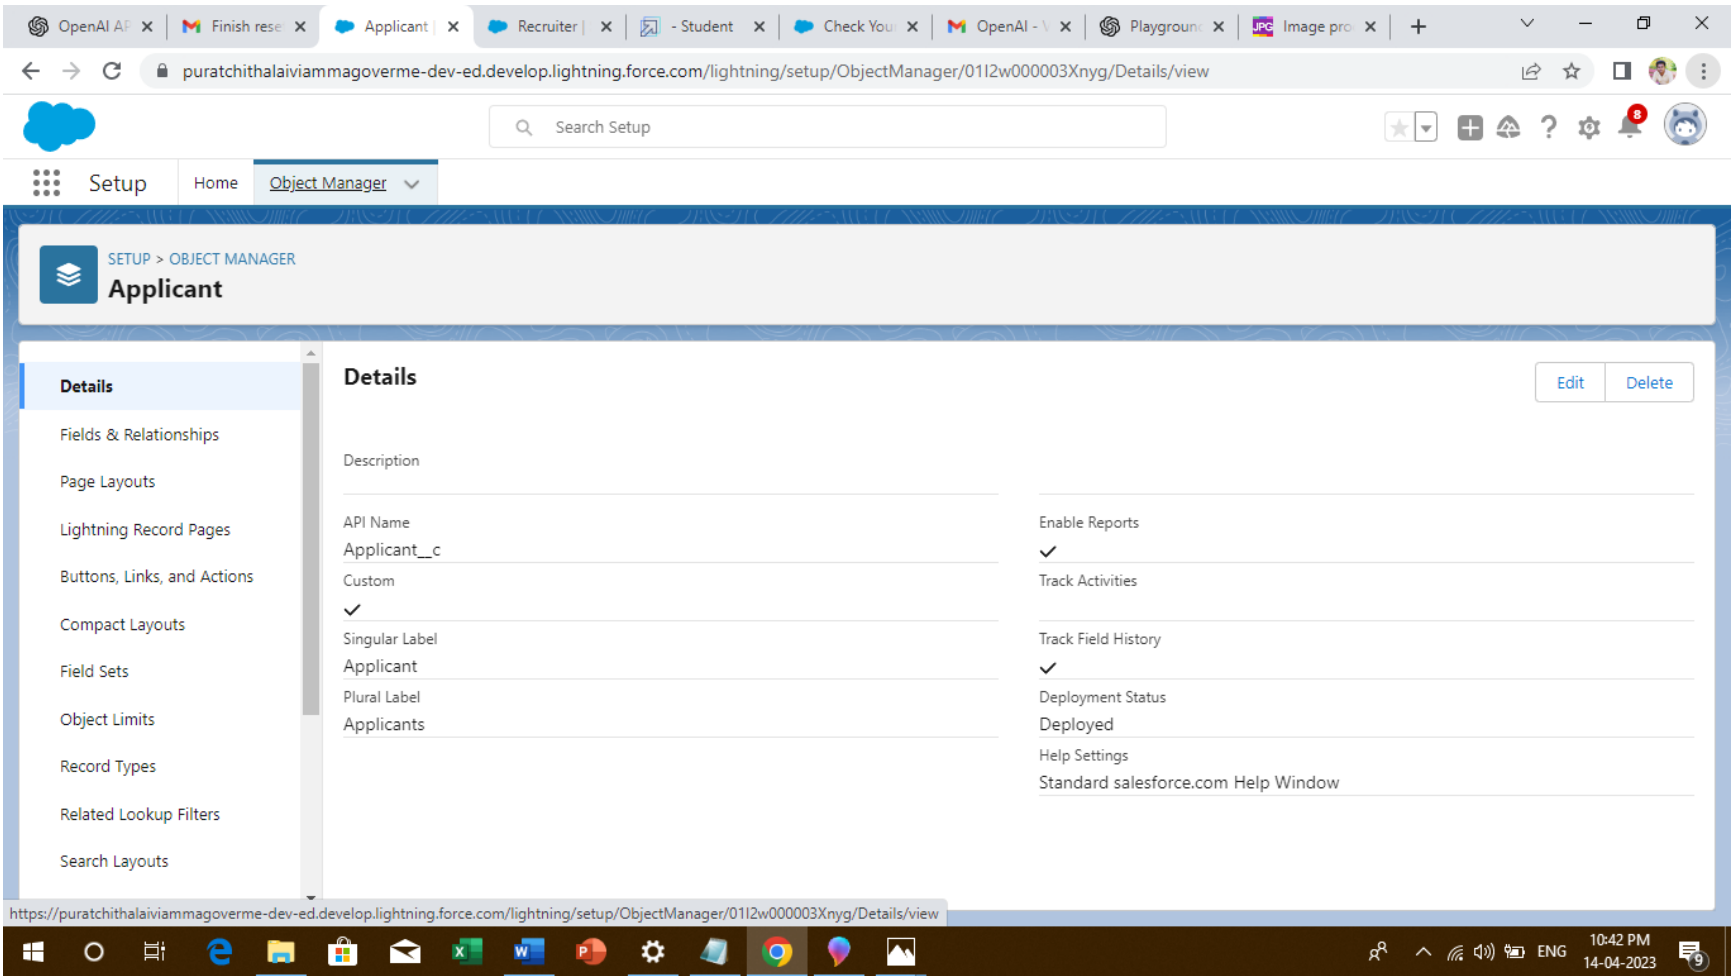 OpenAI AP
Finish rese
Applicant
Recruiter
- Student
Check You
OpenAI -
Playground
Image pro
puratchithalaiviammagoverme-dev-ed.develop.lightning.force.com/lightning/setup/ObjectManager/01I2w000003Xnyg/Details/view
Search Setup
8
Setup
Home
Object Manager
SETUP > OBJECT MANAGER
Applicant
Details
Fields & Relationships
Page Layouts
Lightning Record Pages
Buttons, Links, and Actions
Compact Layouts
Field Sets
Object Limits
Record Types
Related Lookup Filters
Search Layouts
Details
Edit
Delete
Description
API Name
Applicant__c
Custom
Singular Label
Applicant
Plural Label
Applicants
Enable Reports
Track Activities
Track Field History
Deployment Status
Deployed
Help Settings
Standard salesforce.com Help Window
https://puratchithalaiviammagoverme-dev-ed.develop.lightning.force.com/lightning/setup/ObjectManager/01I2w000003Xnyg/Details/view
ENG
10:42 PM
14-04-2023
9